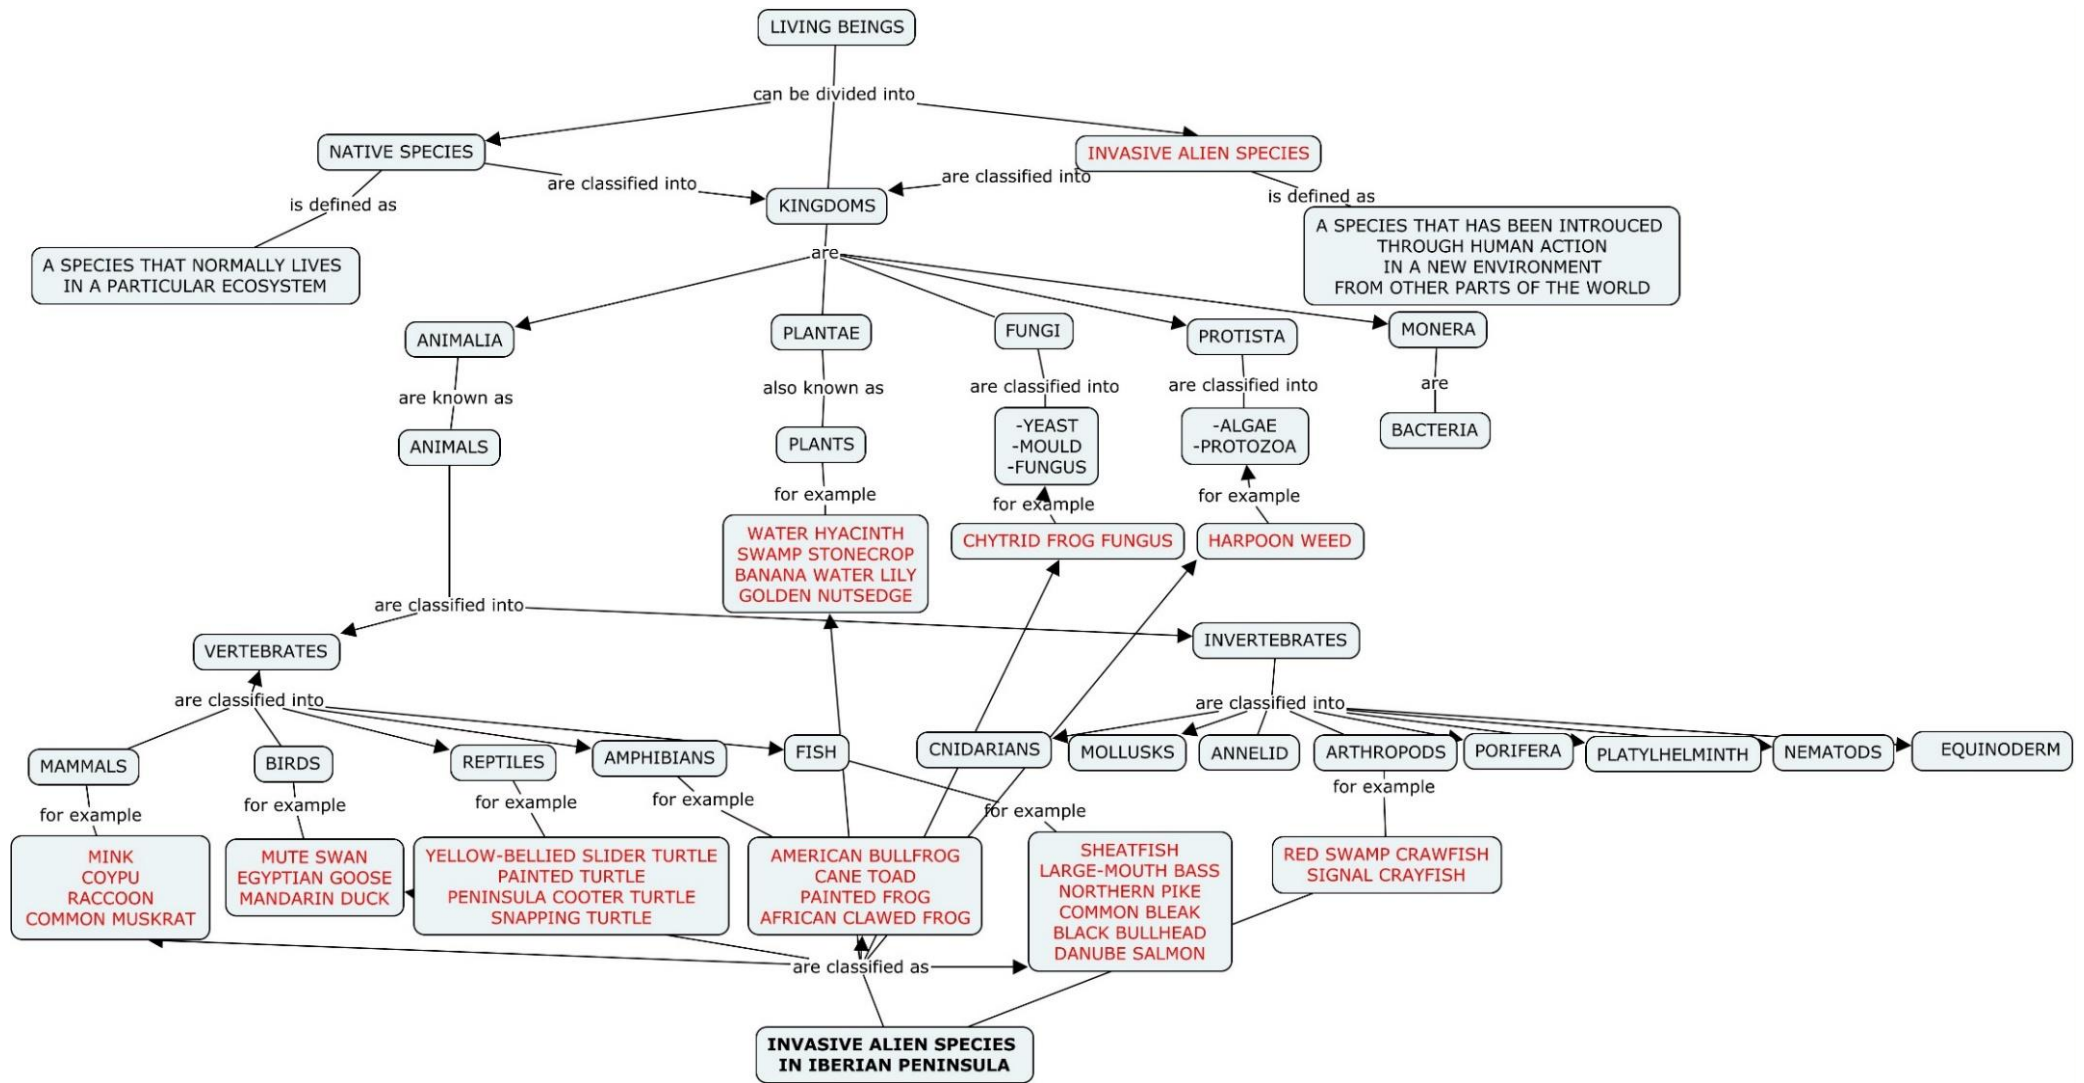 LIVING BEINGS
can be divided into
NATIVE SPECIES
INVASIVE ALIEN SPECIES
are classified into
are classified into
is defined as
is defined as
KINGDOMS
A SPECIES THAT NORMALLY LIVES
IN A PARTICULAR ECOSYSTEM
A SPECIES THAT HAS BEEN INTROUCED
THROUGH HUMAN ACTION
IN A NEW ENVIRONMENT
FROM OTHER PARTS OF THE WORLD
are
ANIMALIA
PLANTAE
FUNGI
PROTISTA
MONERA
are known as
also known as
are classified into
are classified into
are
ANIMALS
PLANTS
-YEAST
-MOULD
-FUNGUS
-ALGAE
-PROTOZOA
BACTERIA
for example
for example
for example
WATER HYACINTH
SWAMP STONECROP
BANANA WATER LILY
GOLDEN NUTSEDGE
CHYTRID FROG FUNGUS
HARPOON WEED
are classified into
VERTEBRATES
INVERTEBRATES
are classified into
are classified into
MAMMALS
BIRDS
REPTILES
AMPHIBIANS
FISH
CNIDARIANS
MOLLUSKS
ANNELID
ARTHROPODS
PORIFERA
PLATYLHELMINTH
NEMATODS
EQUINODERM
for example
for example
for example
for example
for example
for example
MINK
COYPU
RACCOON
COMMON MUSKRAT
MUTE SWAN
EGYPTIAN GOOSE
MANDARIN DUCK
YELLOW-BELLIED SLIDER TURTLE
PAINTED TURTLE
PENINSULA COOTER TURTLE
SNAPPING TURTLE
AMERICAN BULLFROG
CANE TOAD
PAINTED FROG
AFRICAN CLAWED FROG
SHEATFISH
LARGE-MOUTH BASS
NORTHERN PIKE
COMMON BLEAK
BLACK BULLHEAD
DANUBE SALMON
RED SWAMP CRAWFISH
SIGNAL CRAYFISH
are classified as
INVASIVE ALIEN SPECIES
IN IBERIAN PENINSULA